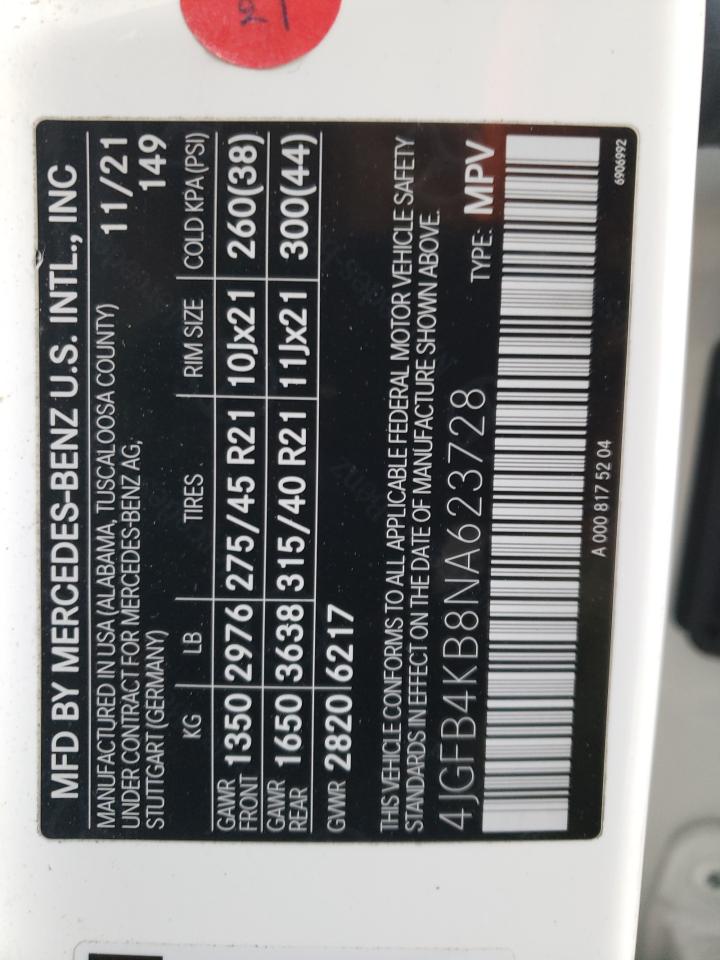 21
MFD BY MERCEDES-BENZ U.S. INTL., INC
MANUFACTURED IN USA (ALABAMA, TUSCALOOSA COUNTY) 11/21
UNDER CONTRACT FOR MERCEDES-BENZ AG, 149
STUTTGART (GERMANY)
KG LB TIRES RIM SIZE COLD KPA (PSI)
GAWR FRONT 1350 2976 275/45 R21 10Jx21 260(38)
GAWR REAR 1650 3638 315/40 R21 11Jx21 300(44)
GVWR 2820 6217
THIS VEHICLE CONFORMS TO ALL APPLICABLE FEDERAL MOTOR VEHICLE SAFETY
STANDARDS IN EFFECT ON THE DATE OF MANUFACTURE SHOWN ABOVE.
4JGFB4KB8NA623728 TYPE: MPV
A 000 817 52 04
6906992